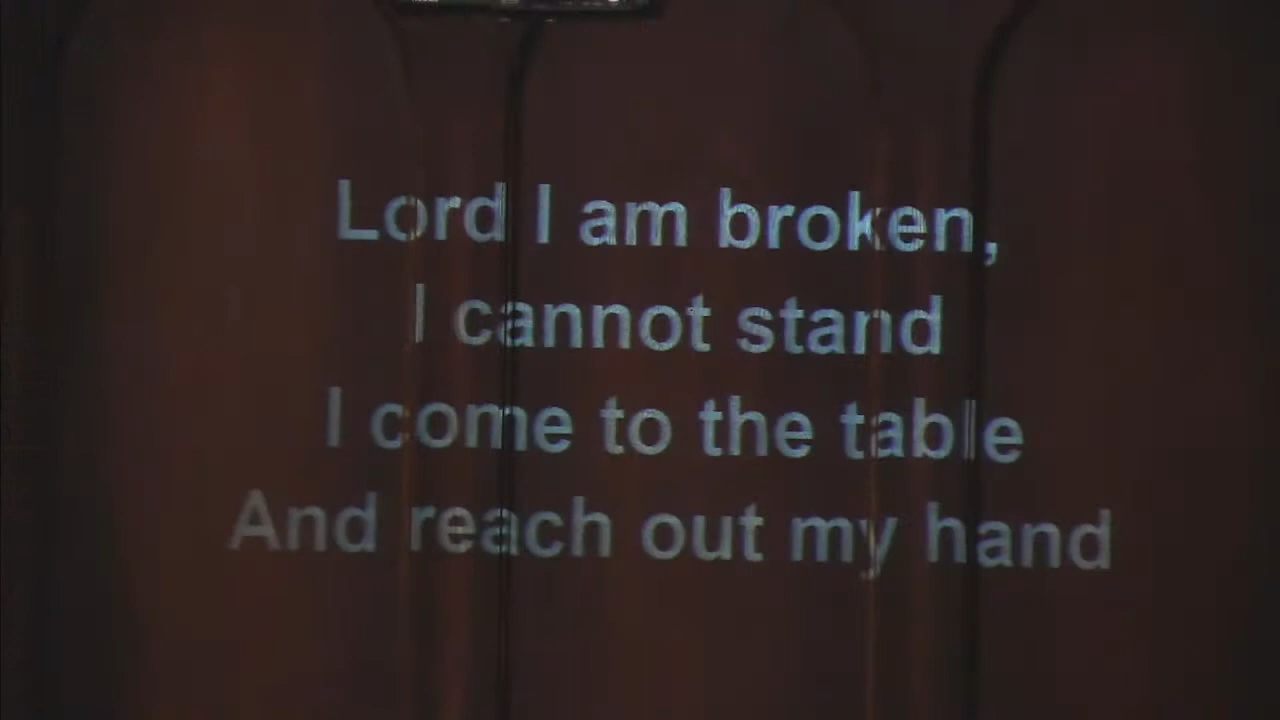 Lord I am broken,
I cannot stand
I come to the table
And reach out my hand